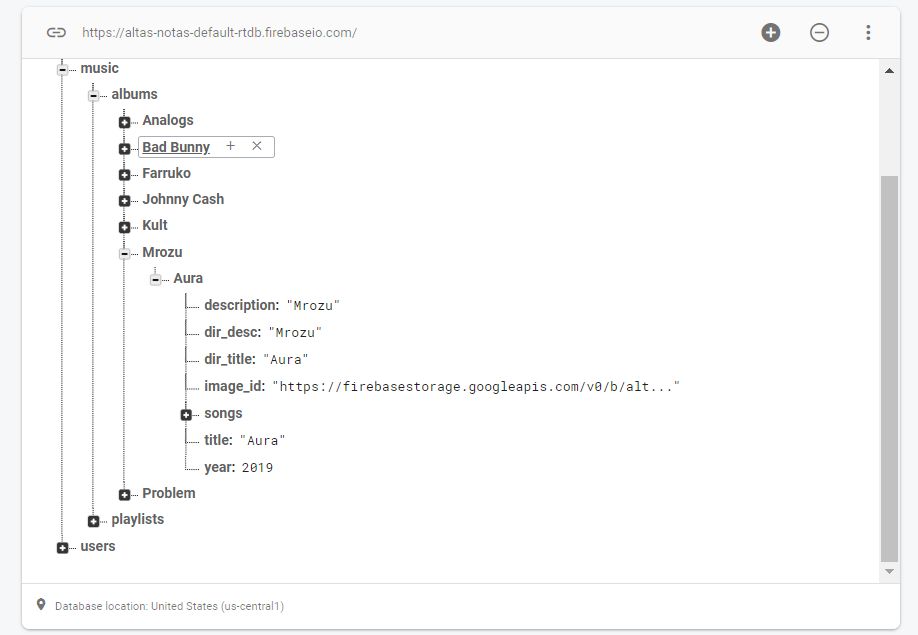 https://altas-notas-default-rtdb.firebaseio.com/
music
albums
Analogs
Bad Bunny + ×
Farruko
Johnny Cash
Kult
Mrozu
Aura
description: "Mrozu"
dir_desc: "Mrozu"
dir_title: "Aura"
image_id: "https://firebasestorage.googleapis.com/v0/b/alt..."
songs
title: "Aura"
year: 2019
Problem
playlists
users
Database location: United States (us-central1)